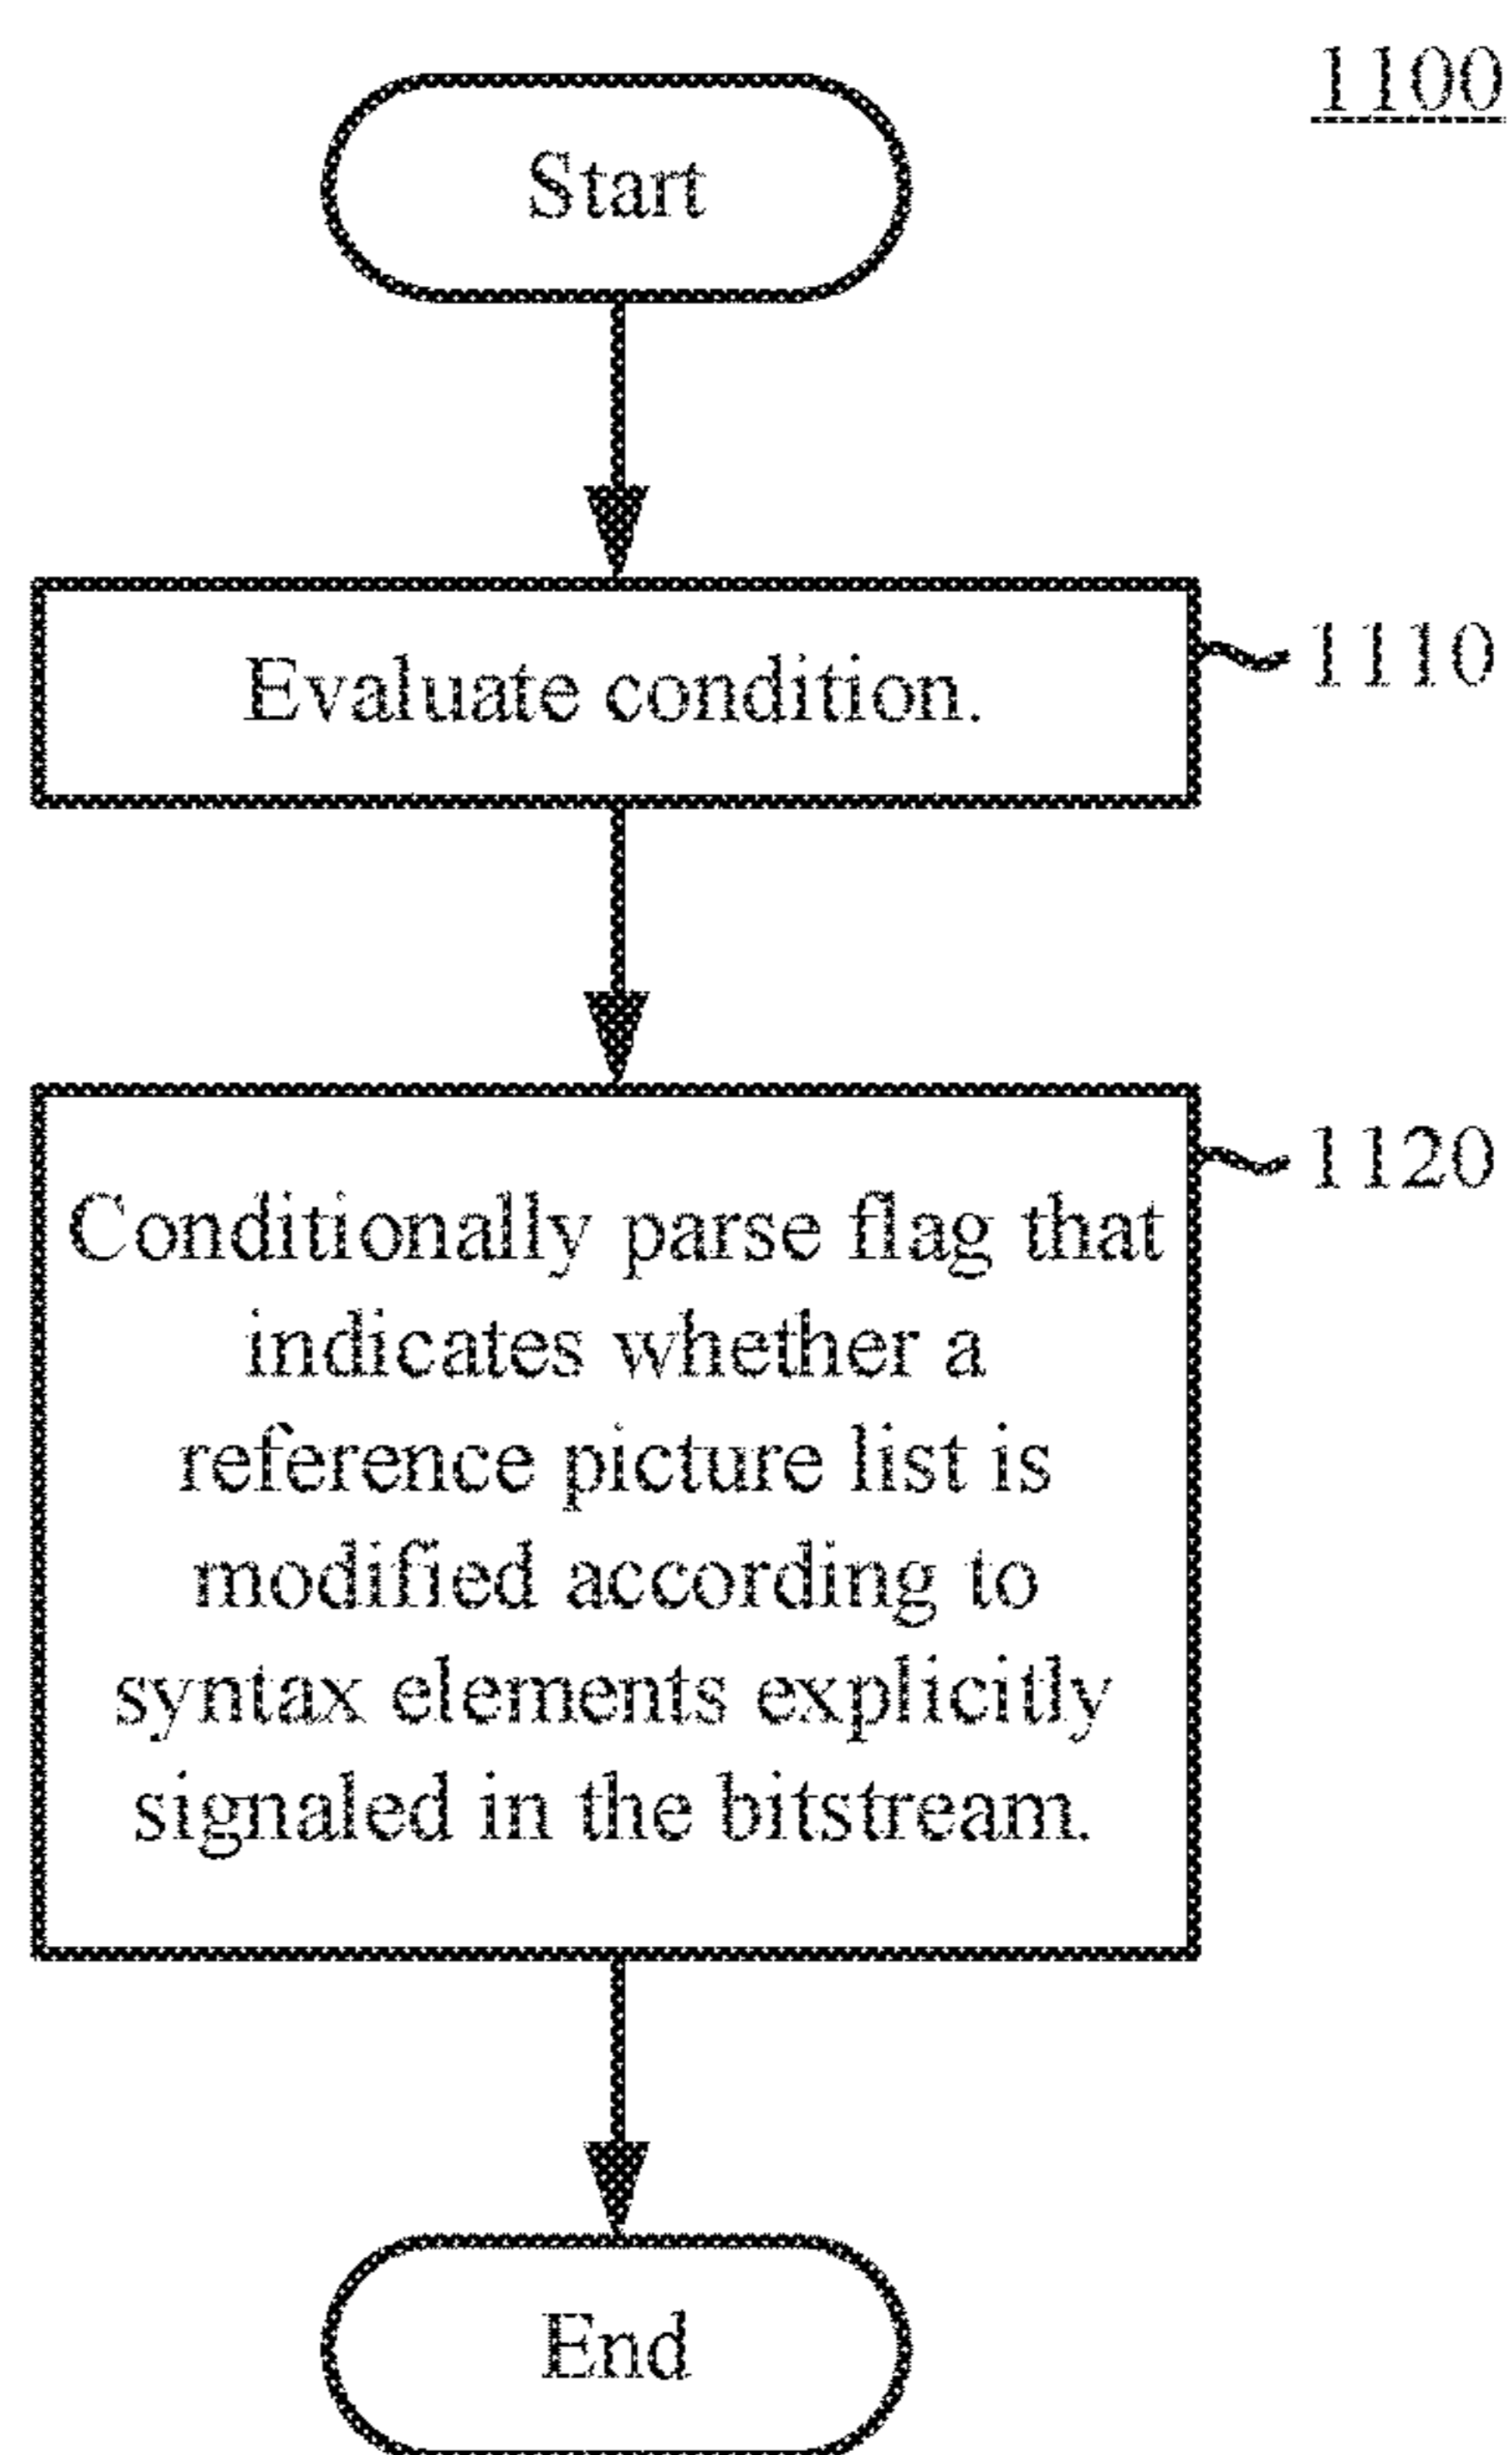 1100
Start
Evaluate condition.
1110
Conditionally parse flag that
indicates whether a
reference picture list is
modified according to
syntax elements explicitly
signaled in the bitstream.
1120
End